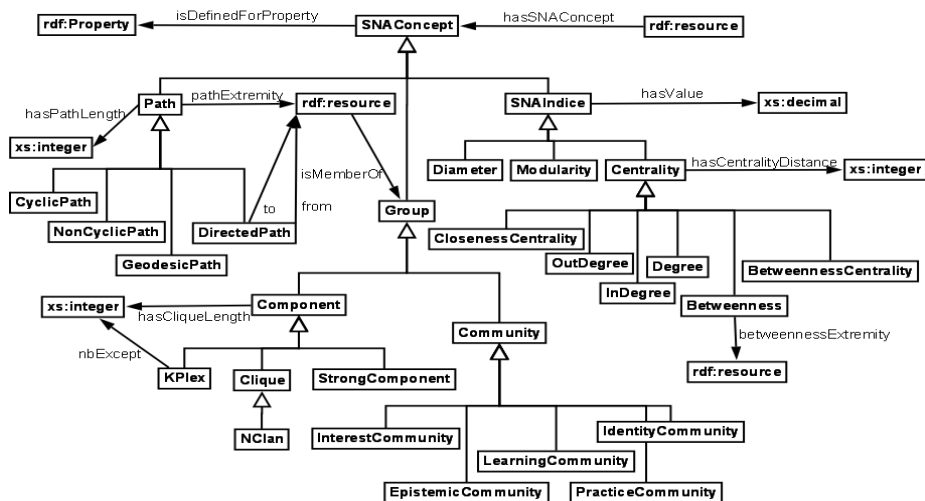 isDefinedForProperty
hasSNAConcept
rdf:Property
SNAConcept
rdf:resource
Path
pathExtremity
rdf:resource
SNAIndice
hasValue
xs:decimal
hasPathLength
xs:integer
Diameter
Modularity
Centrality
hasCentralityDistance
xs:integer
isMemberOf
CyclicPath
NonCyclicPath
to
from
DirectedPath
Group
GeodesicPath
ClosenessCentrality
OutDegree
Degree
BetweennessCentrality
InDegree
Betweenness
xs:integer
hasCliqueLength
Component
Community
betweennessExtremity
nbExcept
KPlex
Clique
StrongComponent
rdf:resource
NClan
InterestCommunity
IdentityCommunity
LearningCommunity
EpistemicCommunity
PracticeCommunity